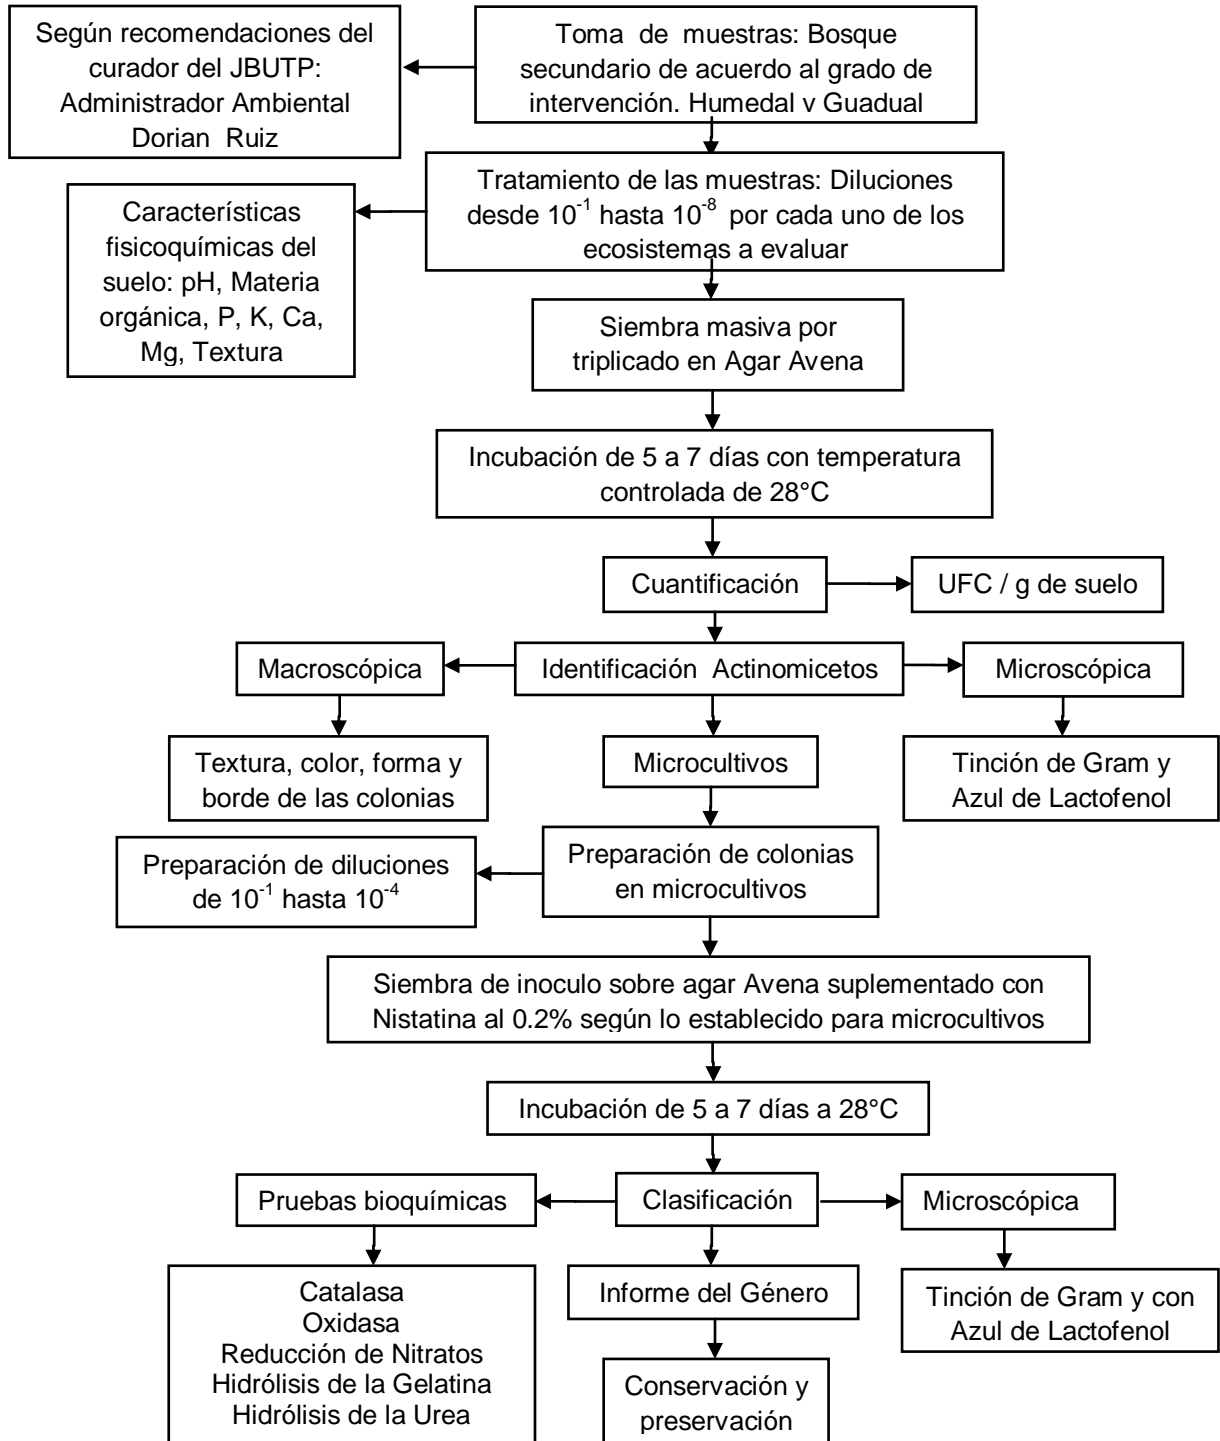 Según recomendaciones del
curador del JBUTP:
Administrador Ambiental
Dorian Ruiz
Toma de muestras: Bosque
secundario de acuerdo al grado de
intervención. Humedal y Guadual
Tratamiento de las muestras: Diluciones
desde 10⁻¹ hasta 10⁻⁸ por cada uno de los
ecosistemas a evaluar
Características
fisicoquímicas del
suelo: pH, Materia
orgánica, P, K, Ca,
Mg, Textura
Siembra masiva por
triplicado en Agar Avena
Incubación de 5 a 7 días con temperatura
controlada de 28°C
Cuantificación
UFC / g de suelo
Macroscópica
Identificación Actinomicetos
Microscópica
Textura, color, forma y
borde de las colonias
Microcultivos
Tinción de Gram y
Azul de Lactofenol
Preparación de diluciones
de 10⁻¹ hasta 10⁻⁴
Preparación de colonias
en microcultivos
Siembra de inoculo sobre agar Avena suplementado con
Nistatina al 0.2% según lo establecido para microcultivos
Incubación de 5 a 7 días a 28°C
Pruebas bioquímicas
Clasificación
Microscópica
Catalasa
Oxidasa
Reducción de Nitratos
Hidrólisis de la Gelatina
Hidrólisis de la Urea
Informe del Género
Tinción de Gram y con
Azul de Lactofenol
Conservación y
preservación